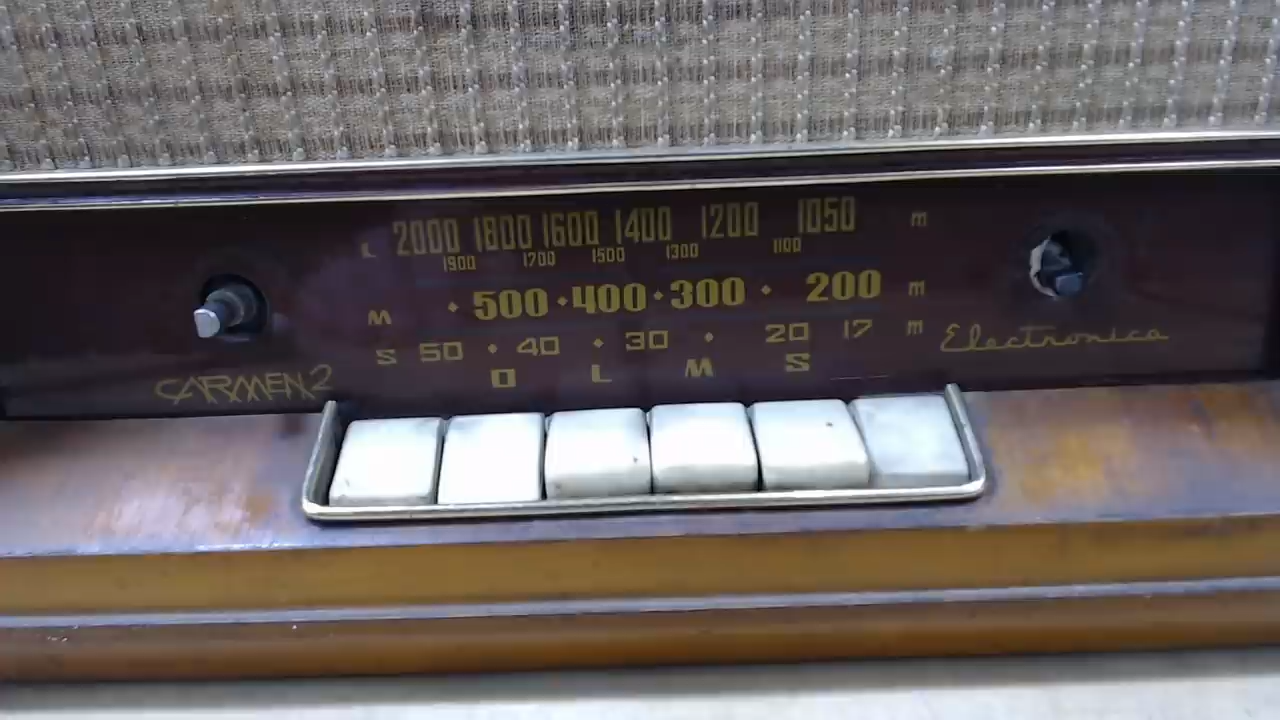 L 2000 1800 1600 1400 1200 1050 m
1900 1700 1500 1300 1100
M • 500 • 400 • 300 • 200 m
S 50 • 40 • 30 • 20 17 m
Electronica
O L M S
CARMEN 2